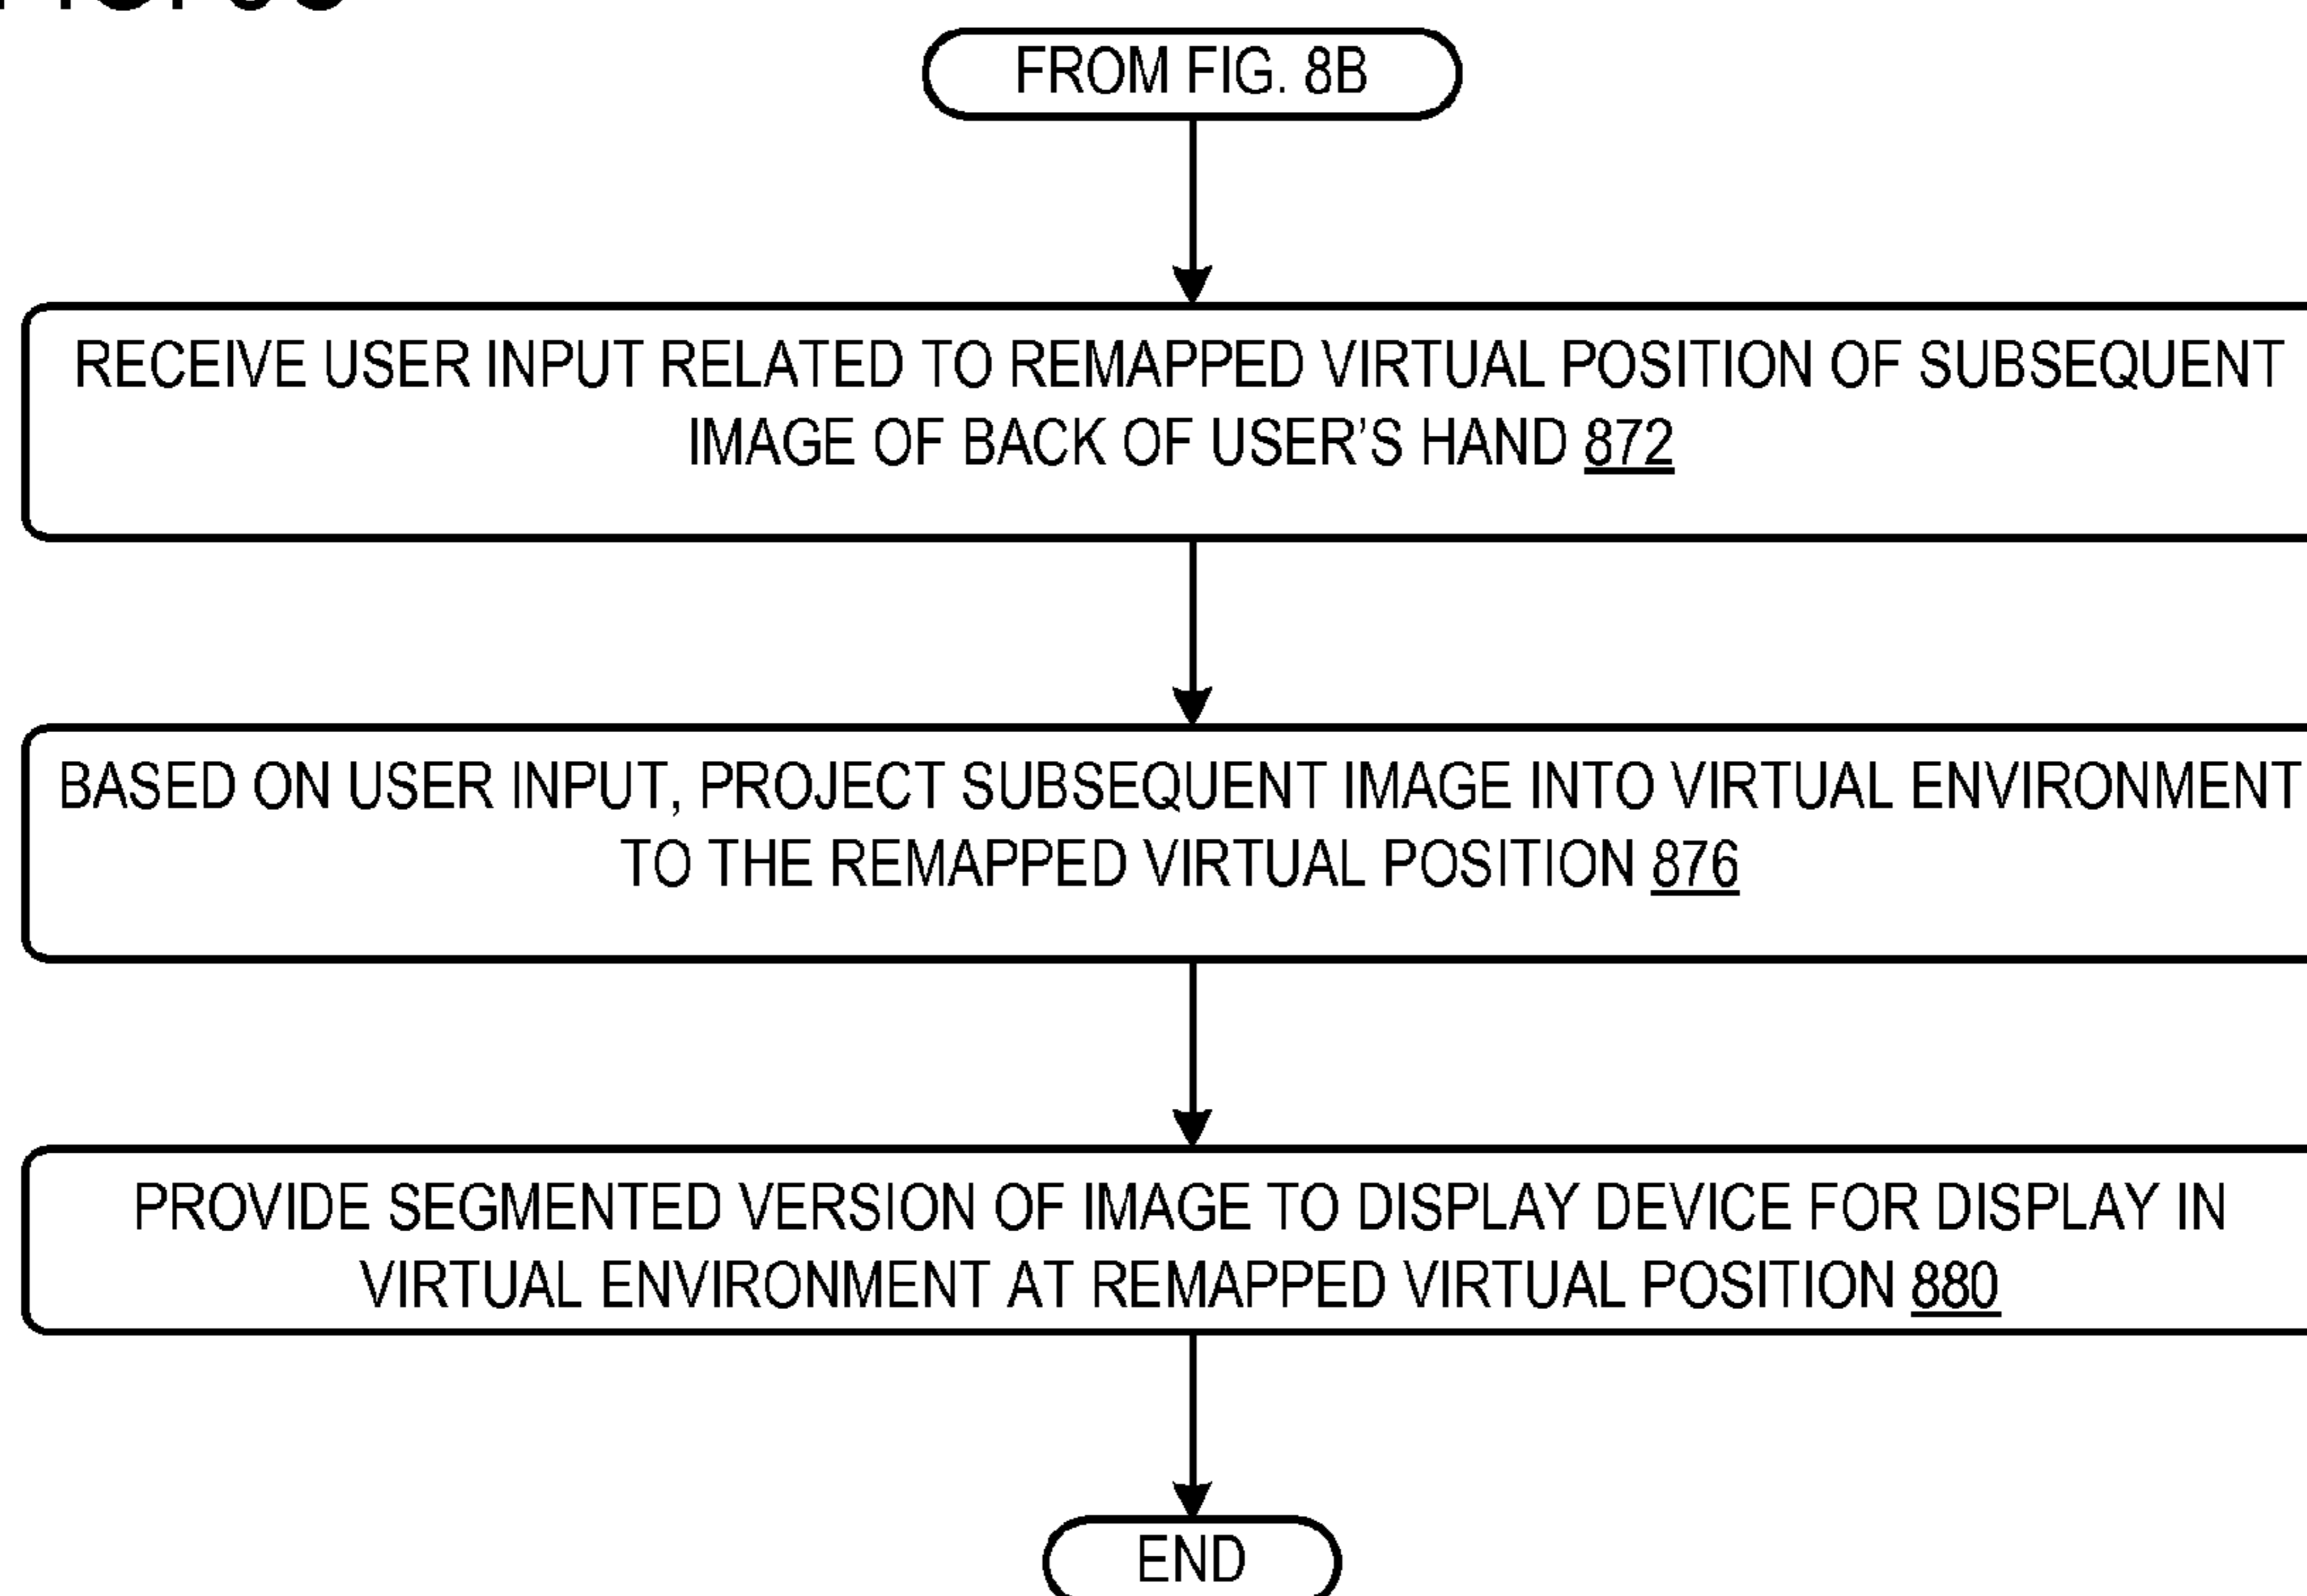 FROM FIG. 8B
RECEIVE USER INPUT RELATED TO REMAPPED VIRTUAL POSITION OF SUBSEQUENT
IMAGE OF BACK OF USER'S HAND 872
BASED ON USER INPUT, PROJECT SUBSEQUENT IMAGE INTO VIRTUAL ENVIRONMENT
TO THE REMAPPED VIRTUAL POSITION 876
PROVIDE SEGMENTED VERSION OF IMAGE TO DISPLAY DEVICE FOR DISPLAY IN
VIRTUAL ENVIRONMENT AT REMAPPED VIRTUAL POSITION 880
END